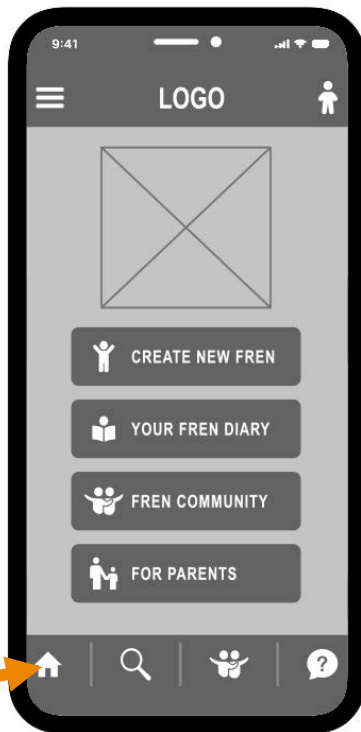 9:41
LOGO
CREATE NEW FREN
YOUR FREN DIARY
FREN COMMUNITY
FOR PARENTS
?